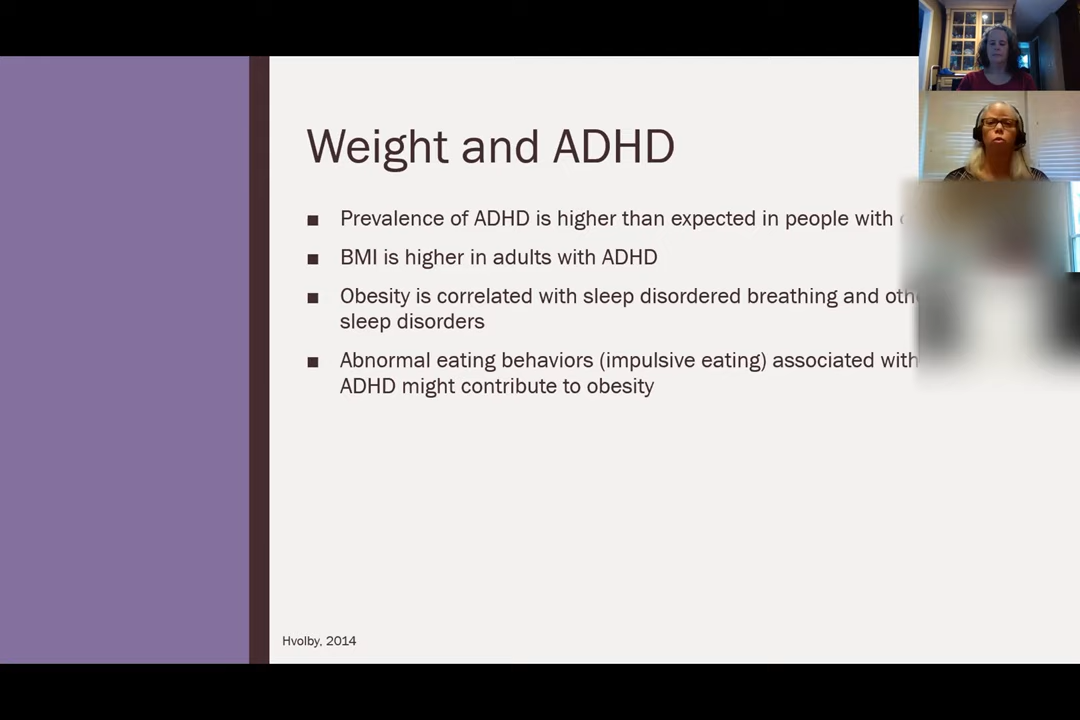 Weight and ADHD
■ Prevalence of ADHD is higher than expected in people with
■ BMI is higher in adults with ADHD
■ Obesity is correlated with sleep disordered breathing and
sleep disorders
■ Abnormal eating behaviors (impulsive eating) associated with
ADHD might contribute to obesity
Hvolby, 2014